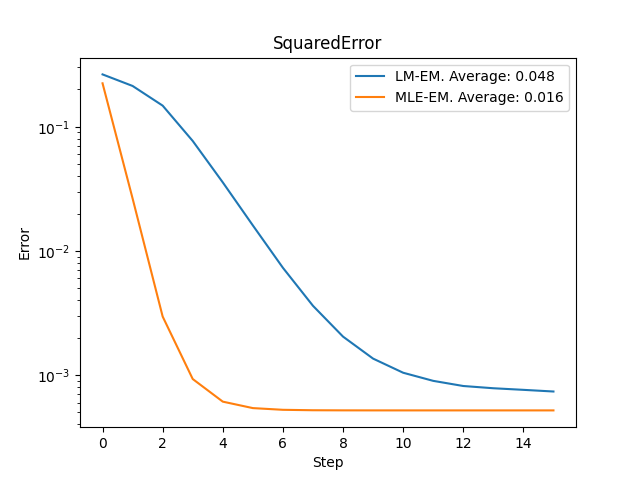 SquaredError
LM-EM. Average: 0.048
MLE-EM. Average: 0.016
Error
10⁻¹
10⁻²
10⁻³
0 2 4 6 8 10 12 14
Step